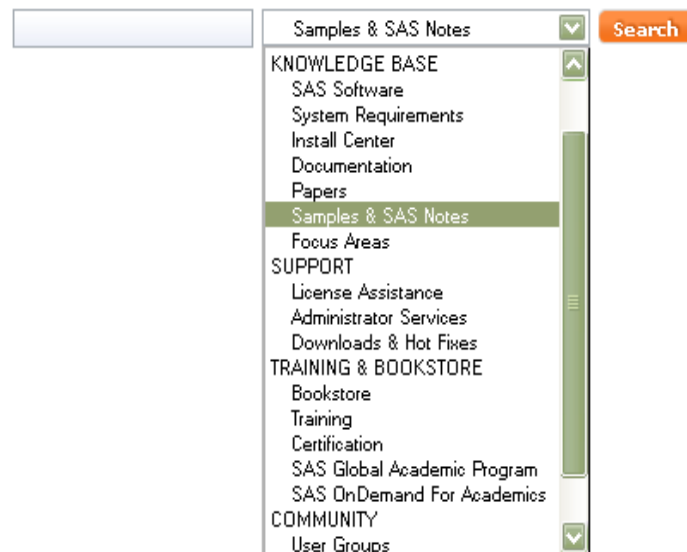 Samples & SAS Notes Search
KNOWLEDGE BASE
SAS Software
System Requirements
Install Center
Documentation
Papers
Samples & SAS Notes
Focus Areas
SUPPORT
License Assistance
Administrator Services
Downloads & Hot Fixes
TRAINING & BOOKSTORE
Bookstore
Training
Certification
SAS Global Academic Program
SAS OnDemand For Academics
COMMUNITY
User Groups